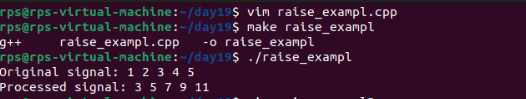 rps@rps-virtual-machine:~/day19$ vim raise_exampl.cpp
rps@rps-virtual-machine:~/day19$ make raise_exampl
g++     raise_exampl.cpp   -o raise_exampl
rps@rps-virtual-machine:~/day19$ ./raise_exampl
Original signal: 1 2 3 4 5
Processed signal: 3 5 7 9 11